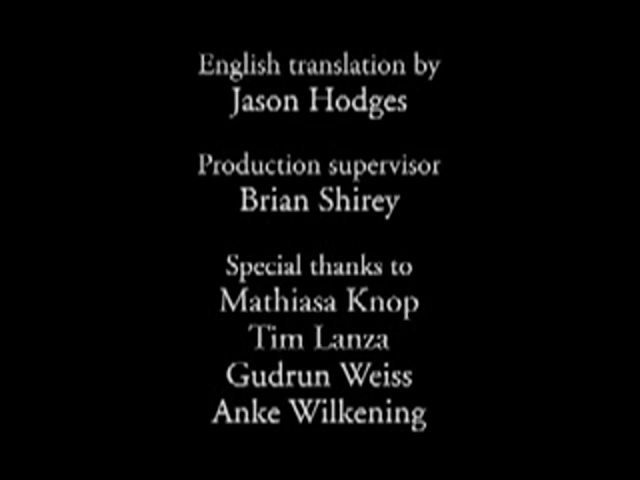 English translation by
Jason Hodges
Production supervisor
Brian Shirey
Special thanks to
Mathiasa Knop
Tim Lanza
Gudrun Weiss
Anke Wilkening